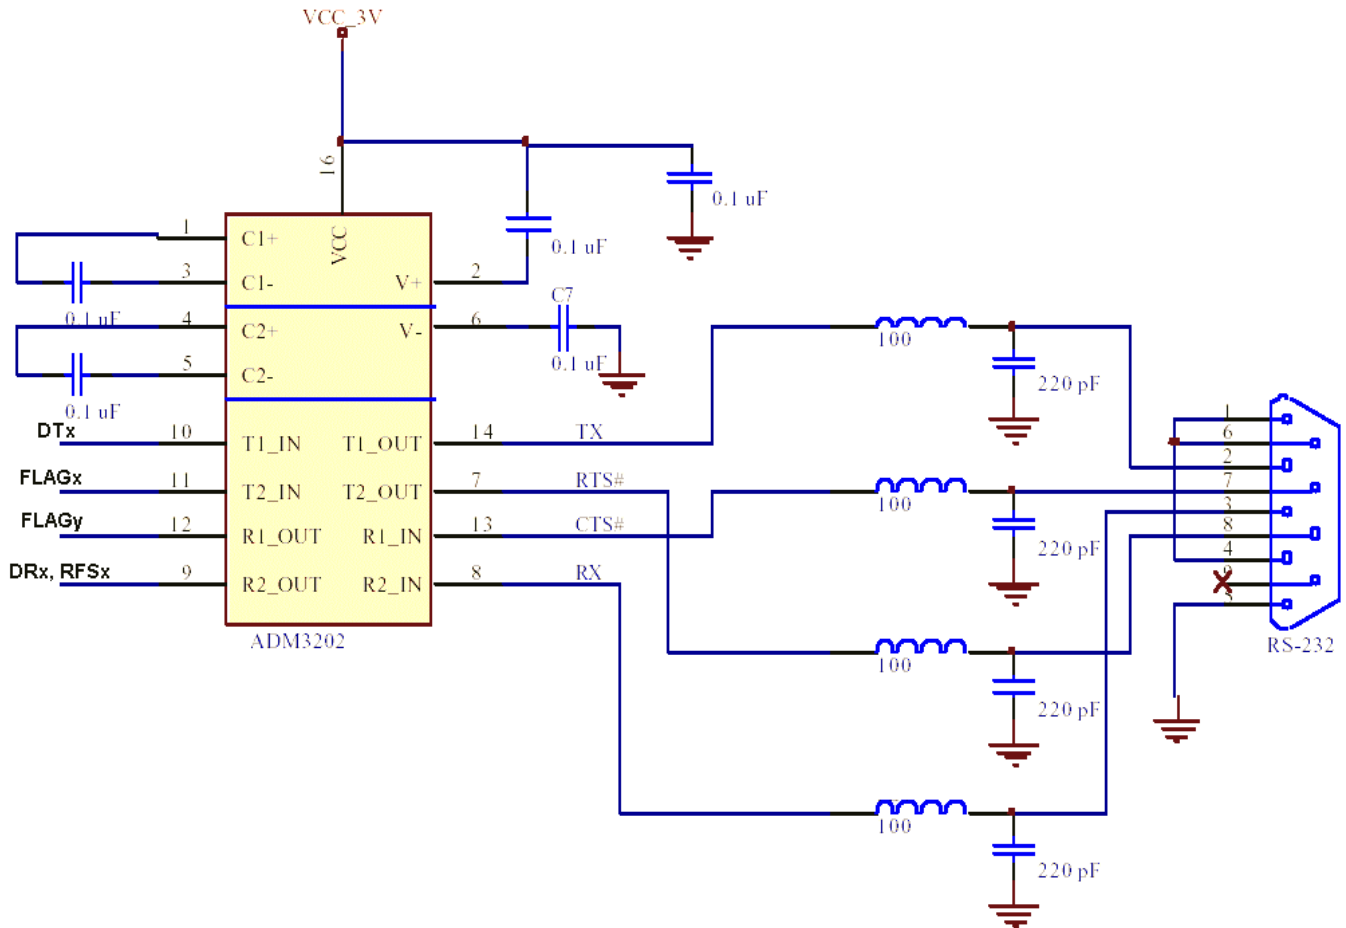 VCC_3V
16
0.1 uF
1
C1+
VCC
0.1 uF
3
C1-
V+
2
0.1 uF
C7
4
C2+
V-
6
0.1 uF
100
5
C2-
220 pF
0.1 uF
DTx
10
T1_IN
T1_OUT
14
TX
1
6
2
FLAGx
11
T2_IN
T2_OUT
7
RTS#
100
7
FLAGy
12
R1_OUT
R1_IN
13
CTS#
220 pF
3
8
4
DRx, RFSx
9
R2_OUT
R2_IN
8
RX
9
5
ADM3202
RS-232
100
220 pF
100
220 pF